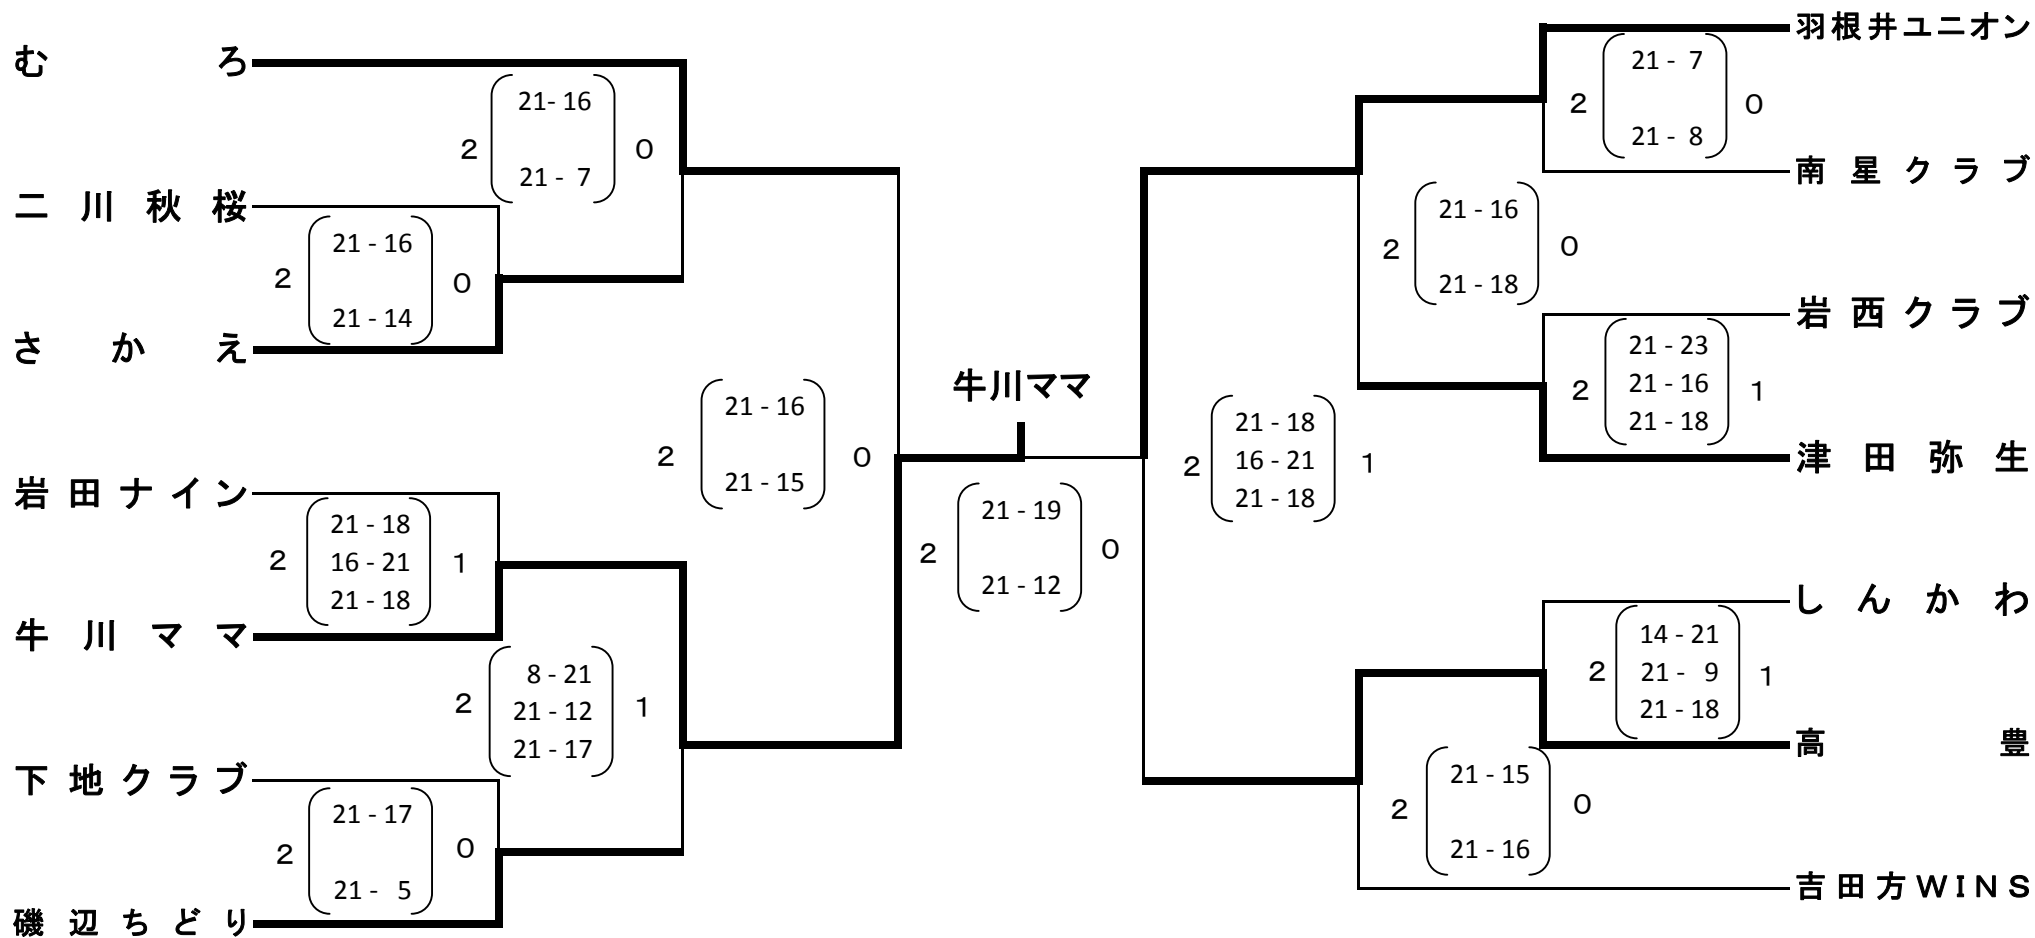 むろ
21- 16
2 0
21 - 7
二川秋桜
21 - 16
2 0
21 - 14
さかえ
21 - 16
2 0
21 - 15
岩田ナイン
21 - 18
2 16 - 21 1
21 - 18
牛川ママ
8 - 21
2 21 - 12 1
21 - 17
下地クラブ
21 - 17
2 0
21 - 5
磯辺ちどり
牛川ママ
21 - 19
2 0
21 - 12
羽根井ユニオン
21 - 7
2 0
21 - 8
南星クラブ
21 - 16
2 0
21 - 18
岩西クラブ
21 - 23
2 21 - 16 1
21 - 18
津田弥生
21 - 18
2 16 - 21 1
21 - 18
しんかわ
14 - 21
2 21 - 9 1
21 - 18
高豊
21 - 15
2 0
21 - 16
吉田方WINS